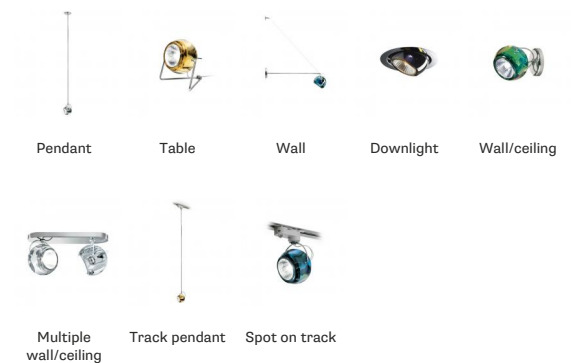 Pendant
Table
Wall
Downlight
Wall/ceiling
Multiple
wall/ceiling
Track pendant
Spot on track